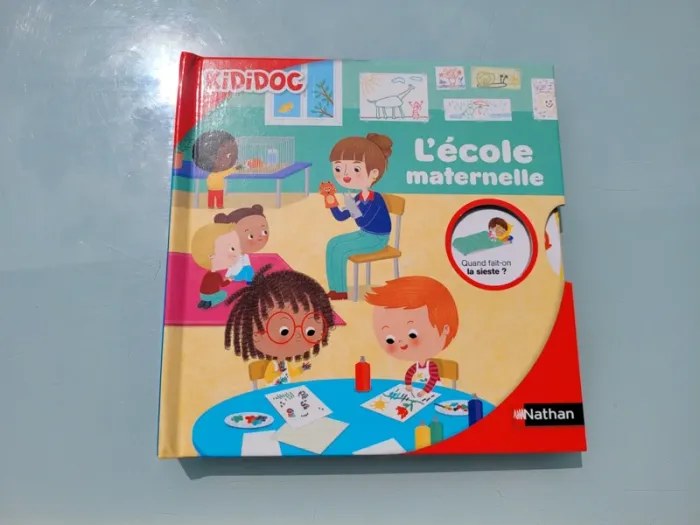 KiDiDOC
L'école
maternelle
Quand fait-on
la sieste ?
Nathan